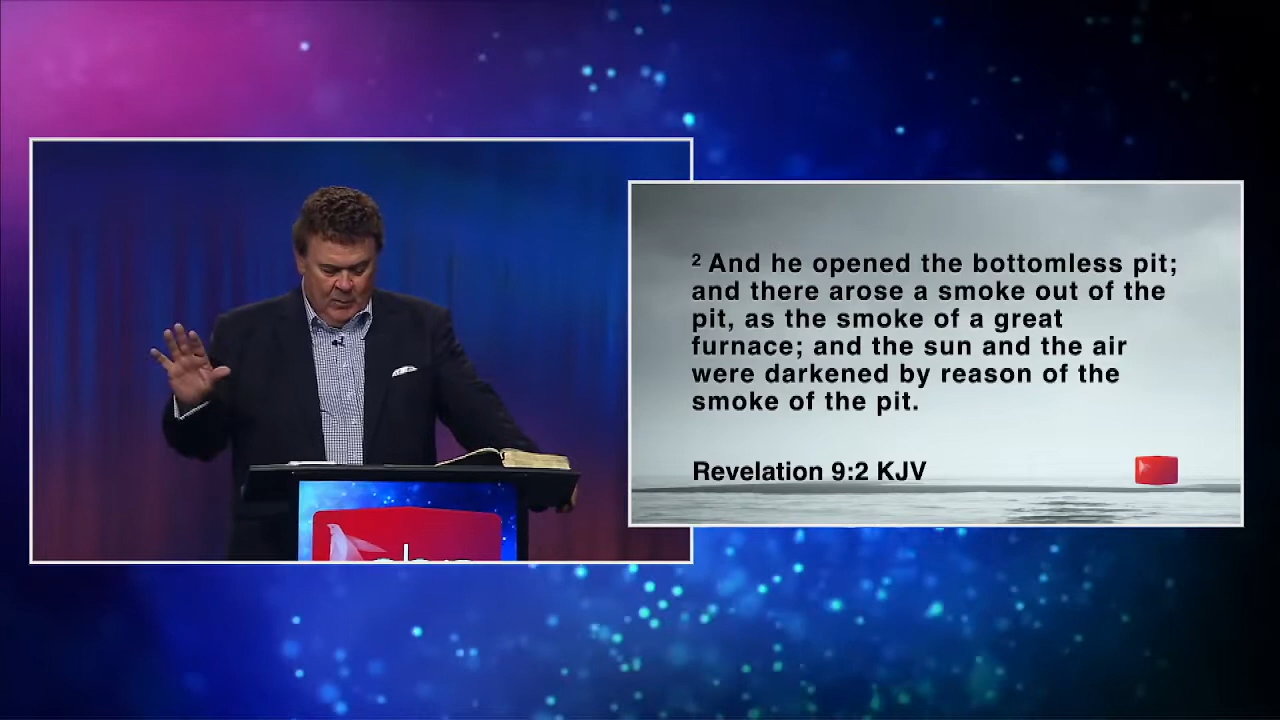 2 And he opened the bottomless pit;
and there arose a smoke out of the
pit, as the smoke of a great
furnace; and the sun and the air
were darkened by reason of the
smoke of the pit.
Revelation 9:2 KJV